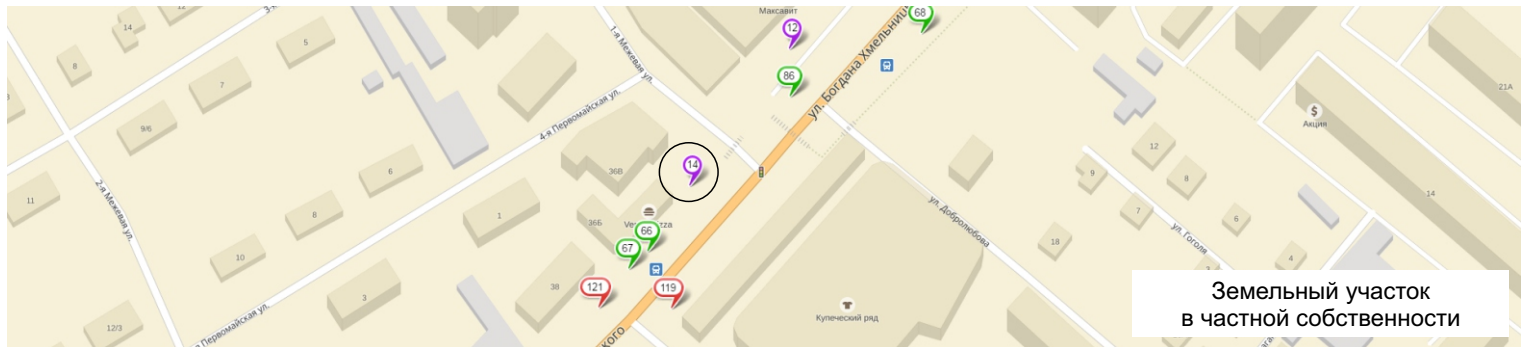 Максавит
68
12
14
5
8
7
9/6
1-я Межевая ул.
86
ул. Богдана Хмельниц
21А
$
Акция
4-я Первомайская ул.
14
36В
12
9
8
14
6
11
2-я Межевая ул.
8
1
36Б
66
67
7
6
ул. Добролюбова
ул. Гоголя
18
4
10
3
38
121
119
Купеческий ряд
12/3
я Первомайская ул.
кого
Земельный участок
в частной собственности